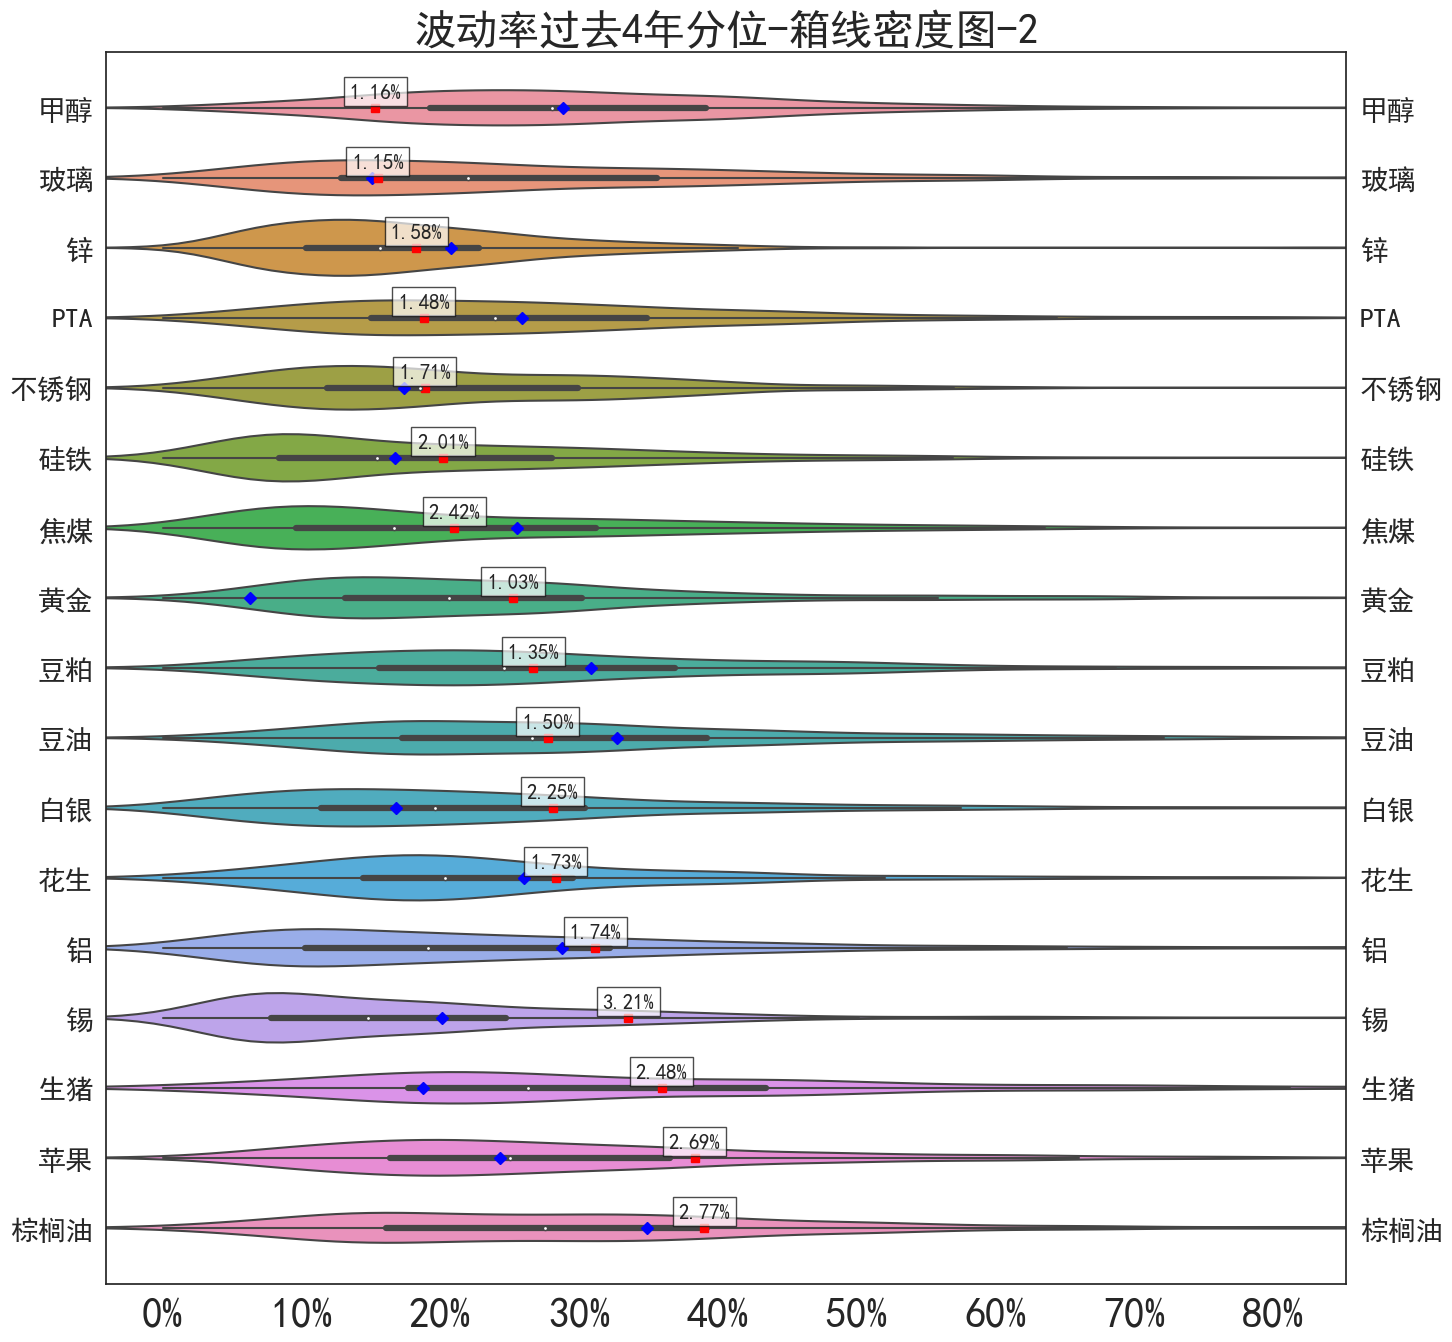 波动率过去4年分位-箱线密度图-2
甲醇 1.16% 甲醇
玻璃 1.15% 玻璃
锌 1.58% 锌
PTA 1.48% PTA
不锈钢 1.71% 不锈钢
硅铁 2.01% 硅铁
焦煤 2.42% 焦煤
黄金 1.03% 黄金
豆粕 1.35% 豆粕
豆油 1.50% 豆油
白银 2.25% 白银
花生 1.73% 花生
铝 1.74% 铝
锡 3.21% 锡
生猪 2.48% 生猪
苹果 2.69% 苹果
棕榈油 2.77% 棕榈油
0% 10% 20% 30% 40% 50% 60% 70% 80%